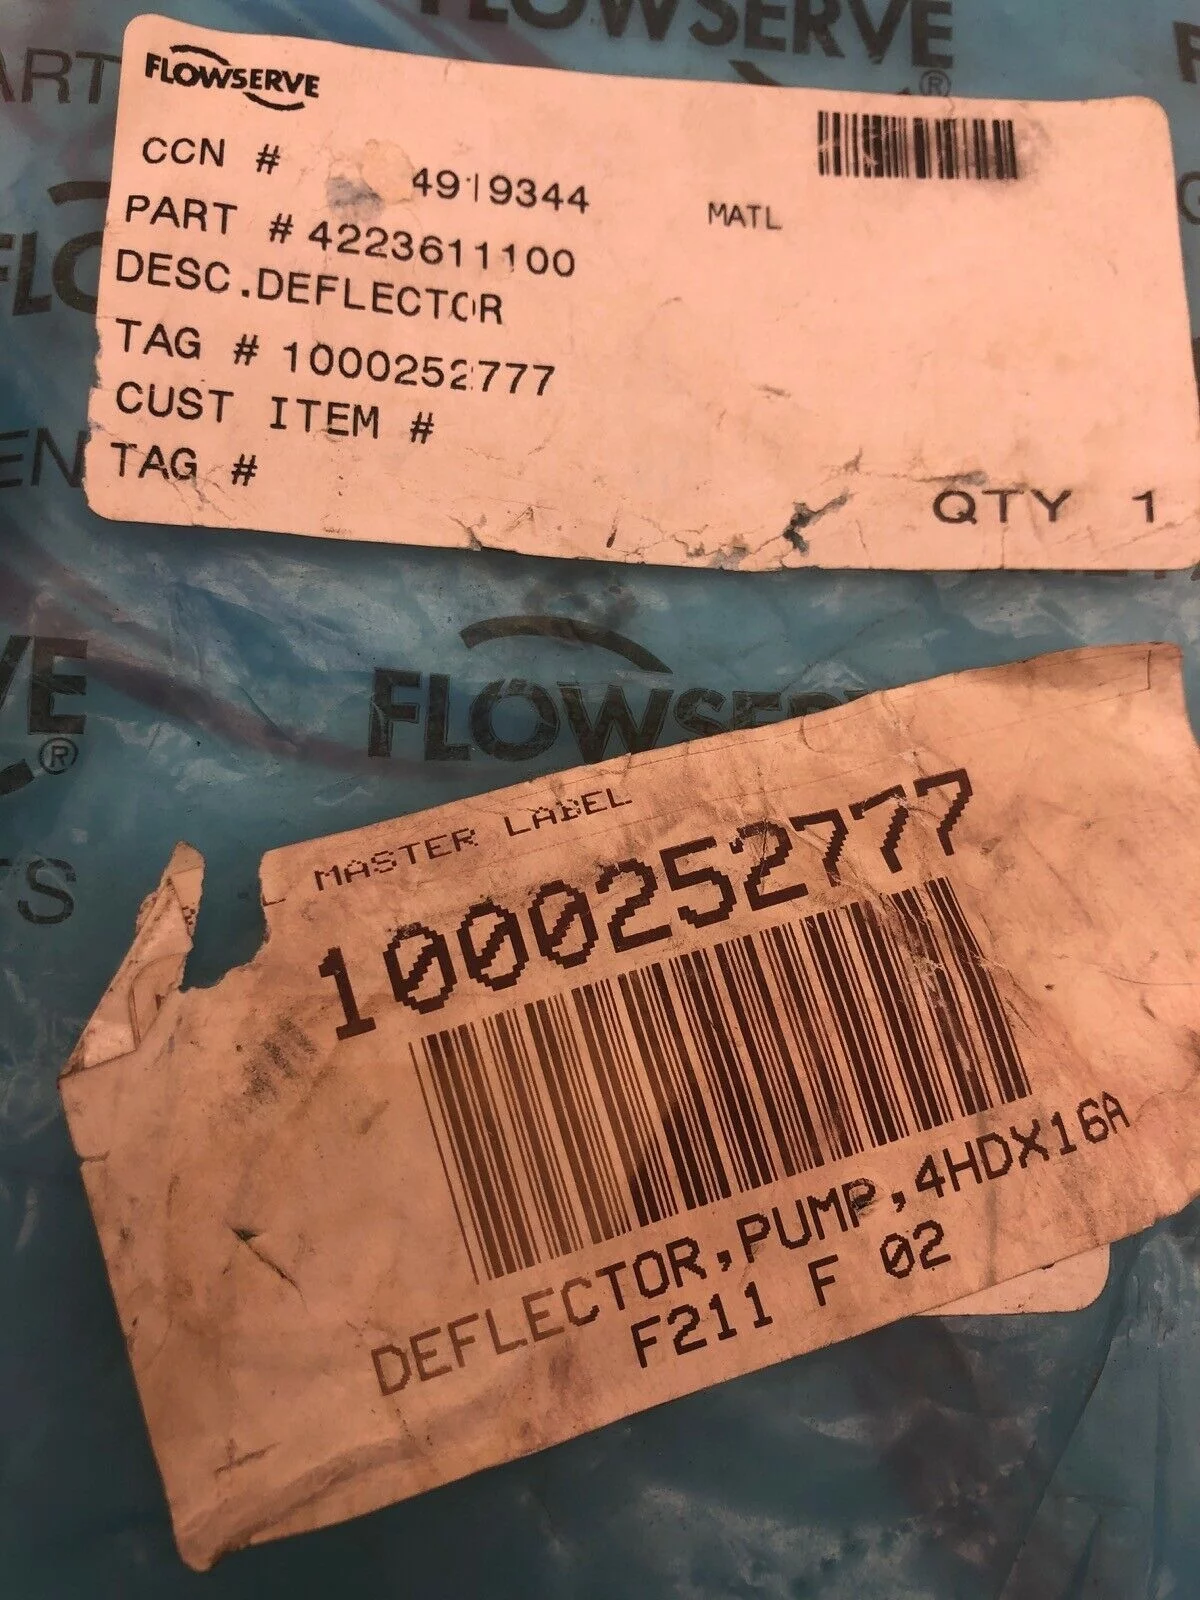 FLOWSERVE
®
FLOWSERVE
CCN # 4919344
MATL
PART # 4223611100
DESC.DEFLECTOR
TAG # 1000252777
CUST ITEM #
TAG #
QTY 1
FLOWSERVE
®
MASTER LABEL
1000252777
DEFLECTOR,PUMP,4HDX16A
F211 F 02